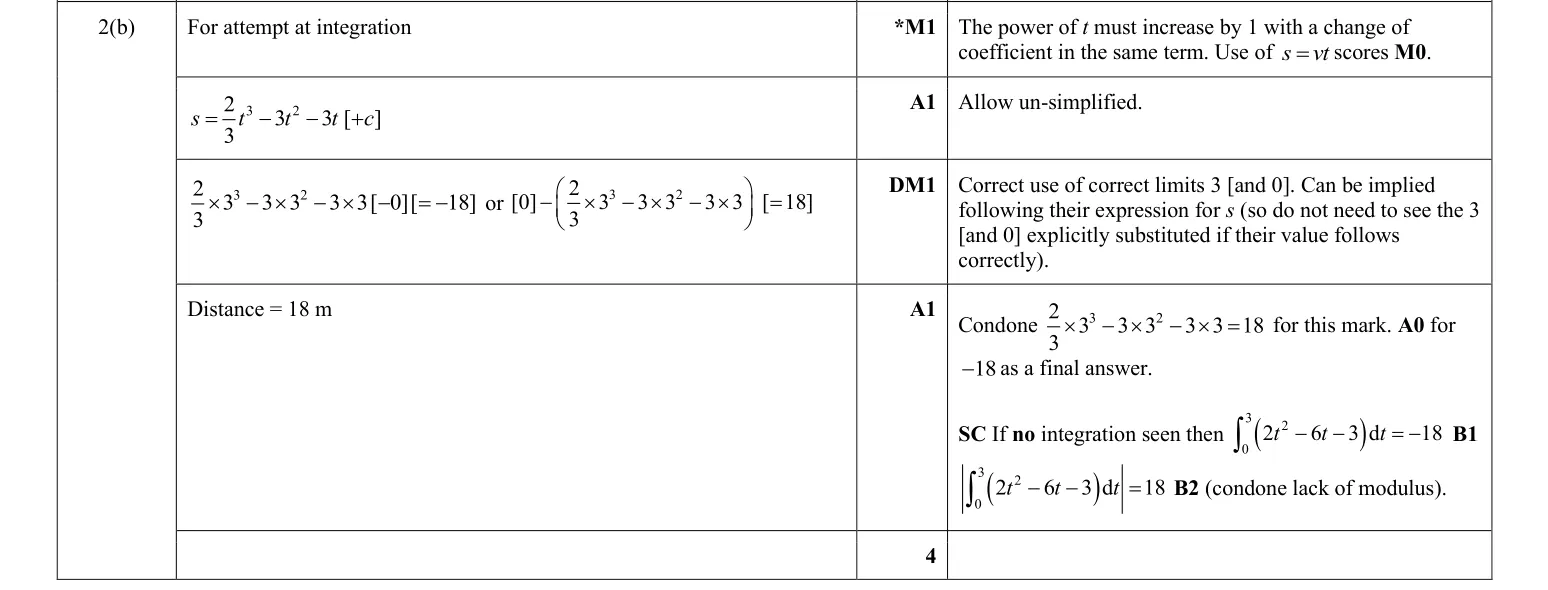 2(b) For attempt at integration *M1 The power of t must increase by 1 with a change of
coefficient in the same term. Use of s = vt scores M0.
s = 2/3 t³ − 3t² − 3t [+c] A1 Allow un-simplified.
2/3 × 3³ − 3 × 3² − 3 × 3 [−0][= −18] or [0] − (2/3 × 3³ − 3 × 3² − 3 × 3) [= 18] DM1 Correct use of correct limits 3 [and 0]. Can be implied
following their expression for s (so do not need to see the 3
[and 0] explicitly substituted if their value follows
correctly).
Distance = 18 m A1 Condone 2/3 × 3³ − 3 × 3² − 3 × 3 = 18 for this mark. A0 for
−18 as a final answer.
SC If no integration seen then ∫₀³ (2t² − 6t − 3) dt = −18 B1
|∫₀³ (2t² − 6t − 3) dt| = 18 B2 (condone lack of modulus).
4